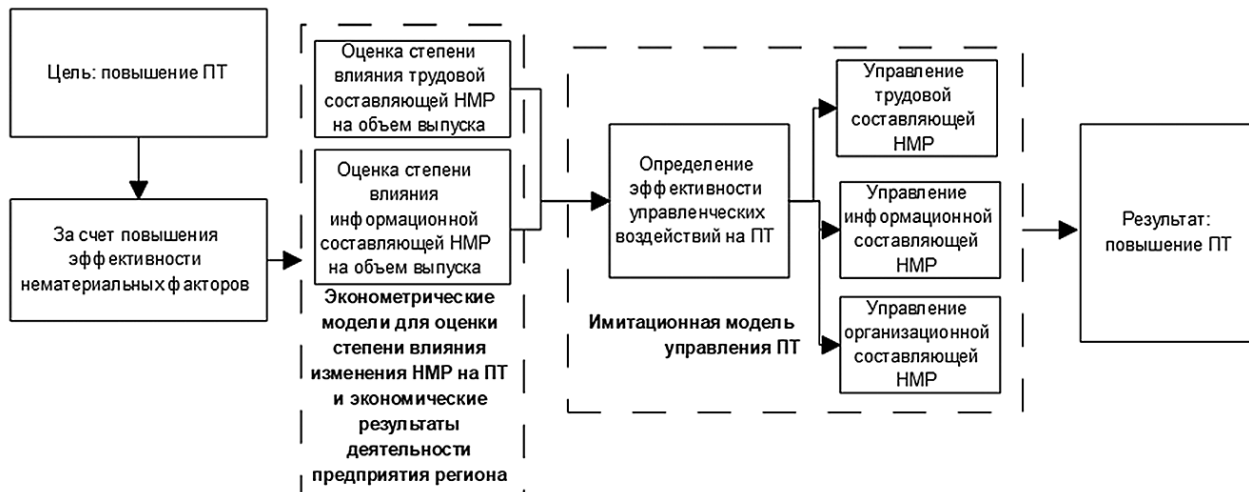 Цель: повышение ПТ
За счет повышения
эффективности
нематериальных факторов
Оценка степени
влияния трудовой
составляющей НМР
на объем выпуска
Оценка степени
влияния
информационной
составляющей НМР
на объем выпуска
Эконометрические
модели для оценки
степени влияния
изменения НМР на ПТ
и экономические
результаты
деятельности
предприятия региона
Определение
эффективности
управленческих
воздействий на ПТ
Имитационная модель
управления ПТ
Управление
трудовой
составляющей
НМР
Управление
информационной
составляющей
НМР
Управление
организационной
составляющей
НМР
Результат:
повышение ПТ